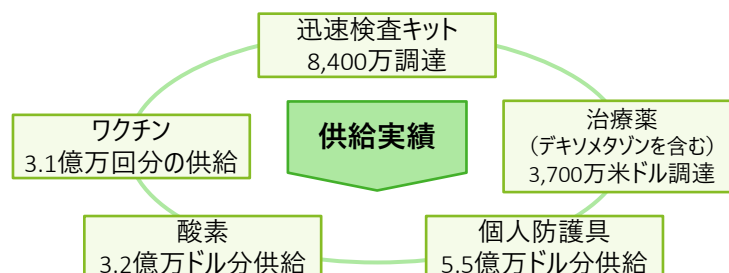 迅速検査キット
8,400万調達
供給実績
ワクチン
3.1億万回分の供給
治療薬
(デキソメタゾンを含む)
3,700万米ドル調達
酸素
3.2億万ドル分供給
個人防護具
5.5億万ドル分供給